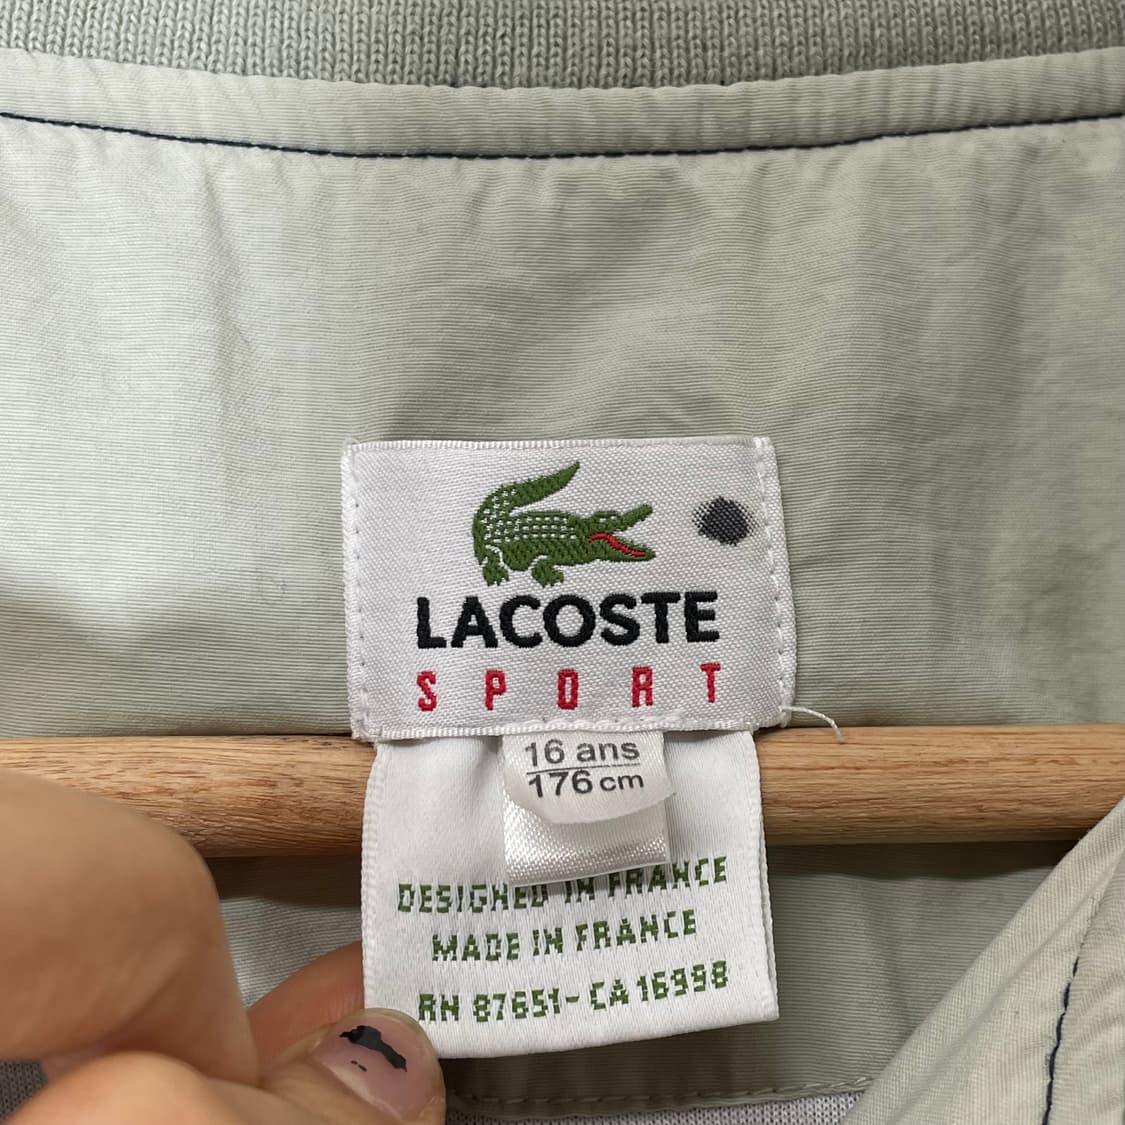 LACOSTE
SPORT
16 ans
176 cm
DESIGNED IN FRANCE
MADE IN FRANCE
RN 87651-CA 16998